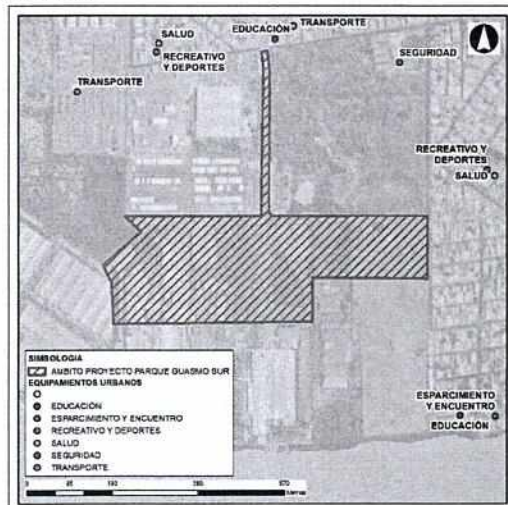 TRANSPORTE
EDUCACIÓN
SALUD
RECREATIVO
Y DEPORTES
SEGURIDAD
TRANSPORTE
RECREATIVO Y
DEPORTES
SALUD
SIMBOLOGIA
AMBITO PROYECTO PARQUE GUASMO SUR
EQUIPAMIENTOS URBANOS
EDUCACIÓN
ESPARCIMIENTO Y ENCUENTRO
RECREATIVO Y DEPORTES
SALUD
SEGURIDAD
TRANSPORTE
ESPARCIMIENTO
Y ENCUENTRO
EDUCACIÓN
0